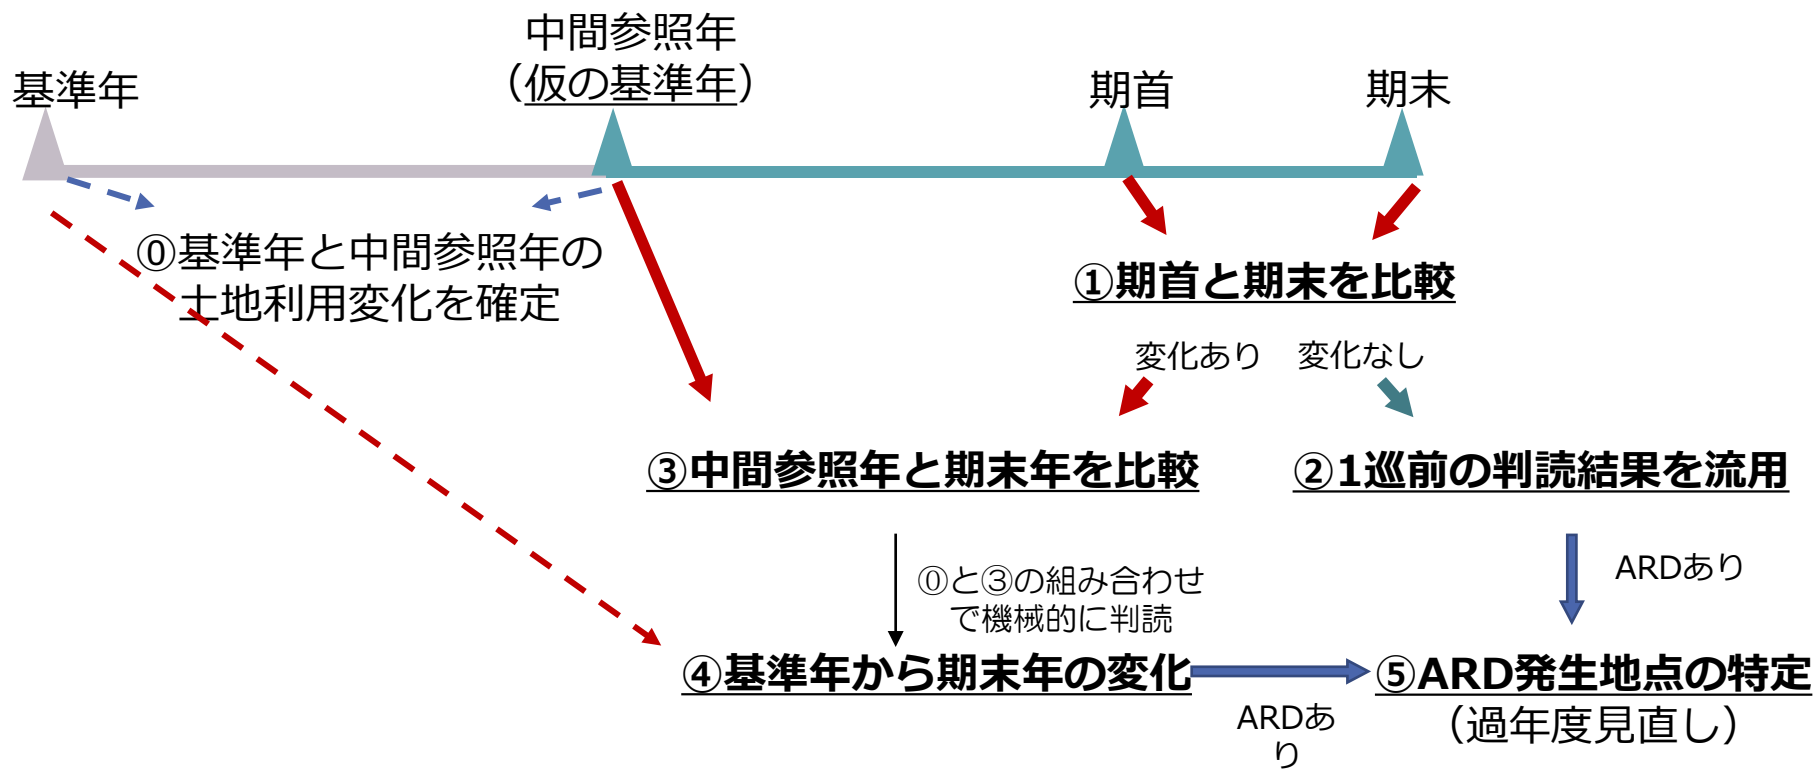 中間参照年
（仮の基準年）
基準年
期首
期末
⓪基準年と中間参照年の
土地利用変化を確定
①期首と期末を比較
変化あり
変化なし
③中間参照年と期末年を比較
②1巡前の判読結果を流用
⓪と③の組み合わせ
で機械的に判読
ARDあり
④基準年から期末年の変化
ARDあ
り
⑤ARD発生地点の特定
（過年度見直し）